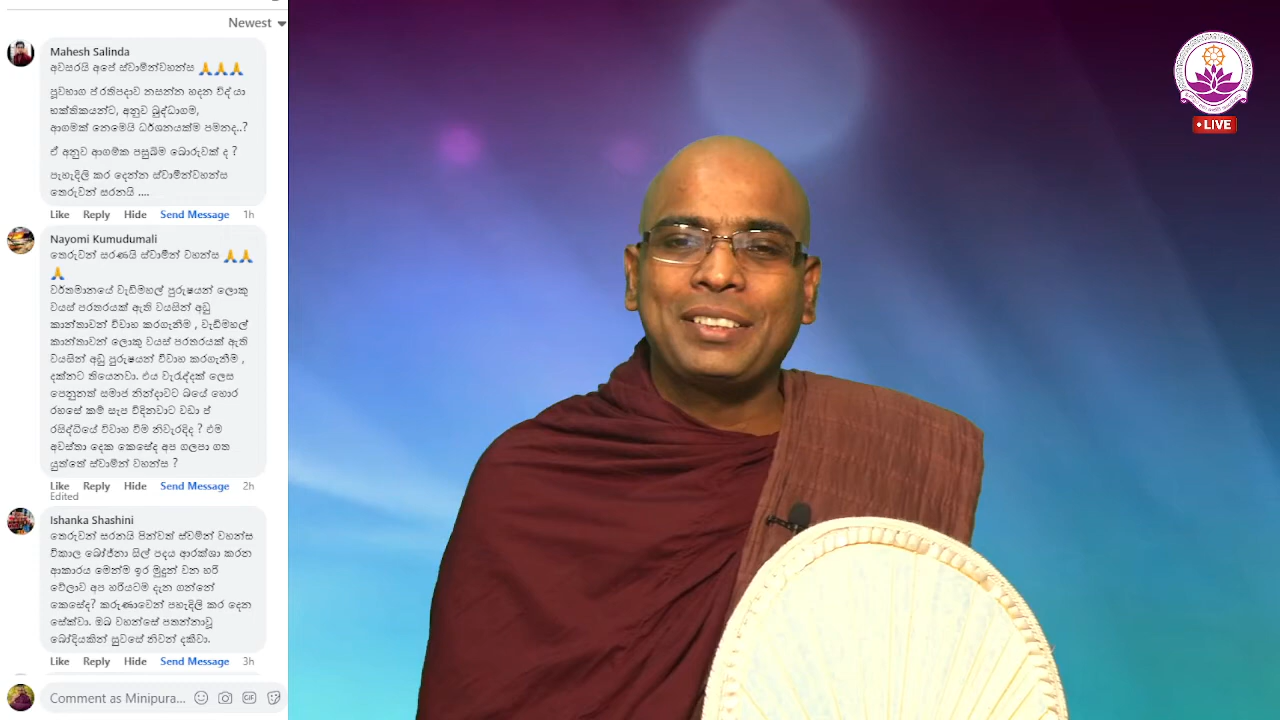 Newest
Mahesh Salinda
අවසරයි අපේ ස්වාමීන්වහන්ස 🙏🙏🙏
පූවභාග ප්‍රතිපදාව නසන්න හදන විද්‍යා
භක්තිකයන්ට, අනුව බුද්ධාගම,
ආගමක් නෙමෙයි ධර්ශනයක්ම පමනද..?
ඒ අනුව ආගමික පසුබිම බොරුවක් ද ?
පැහැදිලි කර දෙන්න ස්වාමීන්වහන්ස
තෙරුවන් සරනයි ....
Like Reply Hide Send Message 1h
Nayomi Kumudumali
තෙරුවන් සරණයි ස්වාමීන් වහන්ස 🙏🙏
🙏
වර්තමානයේ වැඩිමහල් පුරුෂයන් ලොකු
වයස් පරතරයක් ඇති වයසින් අඩු
කාන්තාවන් විවාහ කරගැනීම , වැඩිමහල්
කාන්තාවන් ලොකු වයස් පරතරයක් ඇති
වයසින් අඩු පුරුෂයන් විවාහ කරගැනීම ,
දක්නට තියෙනවා. එය වැරැද්දක් ලෙස
පෙනුනත් සමාජ නින්දාවට බයේ හොර
රහසේ කම් සැප විඳිනවාට වඩා ප්‍
රසිද්ධියේ විවාහ වීම නිවැරදිද ? එම
අවස්තා දෙක කෙසේද අප ගලපා ගත
යුත්තේ ස්වාමීන් වහන්ස ?
Like Reply Hide Send Message 2h
Edited
Ishanka Shashini
තෙරුවන් සරනයි පින්වත් ස්වමීන් වහන්ස
විකාල බෝජ්නා සිල් පදය ආරක්ශා කරන
ආකාරය මෙන්ම ඉර මුදුන් වන හරි
වේලාව අප හරියටම දැන ගන්නේ
කෙසේද? කරුණාවෙන් පහැදිලි කර දෙන
සේක්වා. ඔබ වහන්සේ පතන්නාවූ
බෝදියකින් සුවසේ නිවන් දකීවා.
Like Reply Hide Send Message 3h
Comment as Minipura...
GIF
LIVE